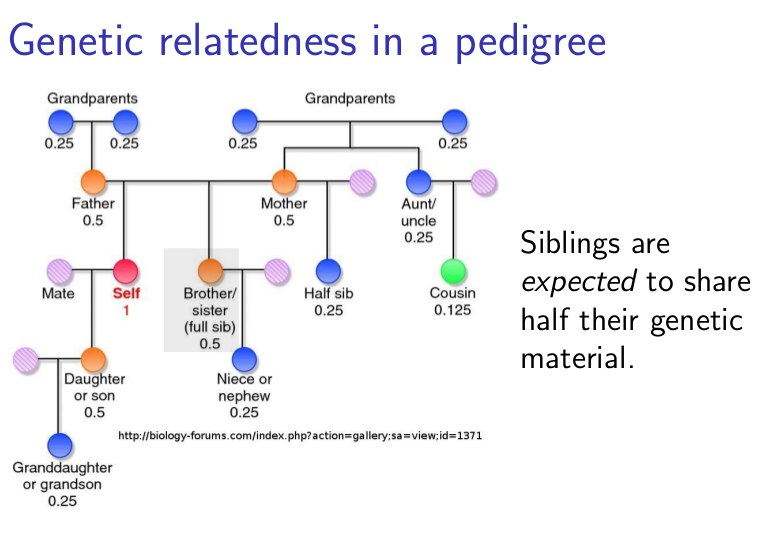 Genetic relatedness in a pedigree
Grandparents
Grandparents
0.25
0.25
0.25
0.25
Father
0.5
Mother
0.5
Aunt/
uncle
0.25
Siblings are
expected to share
half their genetic
material.
Mate
Self
1
Brother/
sister
(full sib)
0.5
Half sib
0.25
Cousin
0.125
Daughter
or son
0.5
Niece or
nephew
0.25
http://biology-forums.com/index.php?action=gallery;sa=view;id=1371
Granddaughter
or grandson
0.25